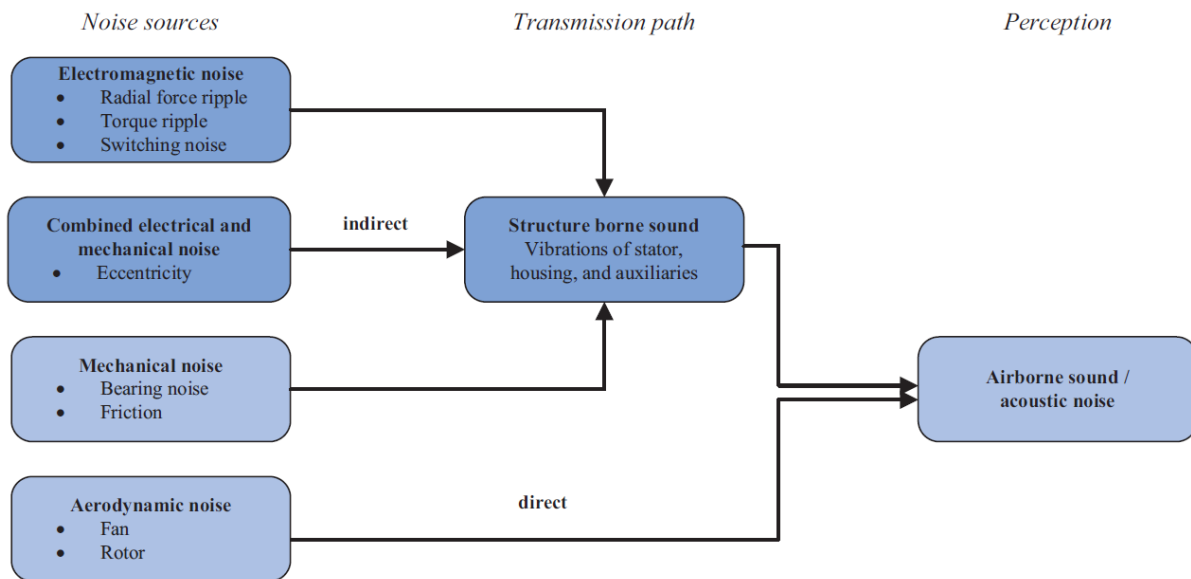 Noise sources
Transmission path
Perception
Electromagnetic noise
• Radial force ripple
• Torque ripple
• Switching noise
Combined electrical and
mechanical noise
• Eccentricity
indirect
Structure borne sound
Vibrations of stator,
housing, and auxiliaries
Mechanical noise
• Bearing noise
• Friction
Airborne sound /
acoustic noise
Aerodynamic noise
• Fan
• Rotor
direct